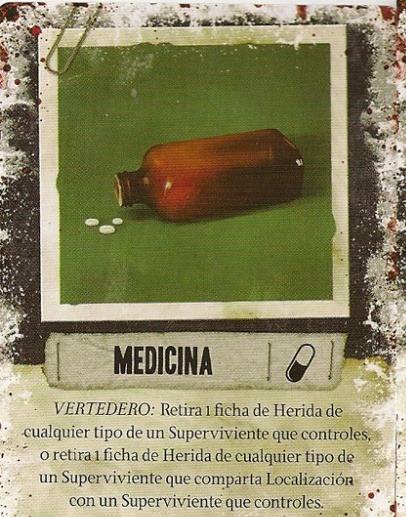 MEDICINA
VERTEDERO: Retira 1 ficha de Herida de
cualquier tipo de un Superviviente que controles,
o retira 1 ficha de Herida de cualquier tipo de
un Superviviente que comparta Localización
con un Superviviente que controles.